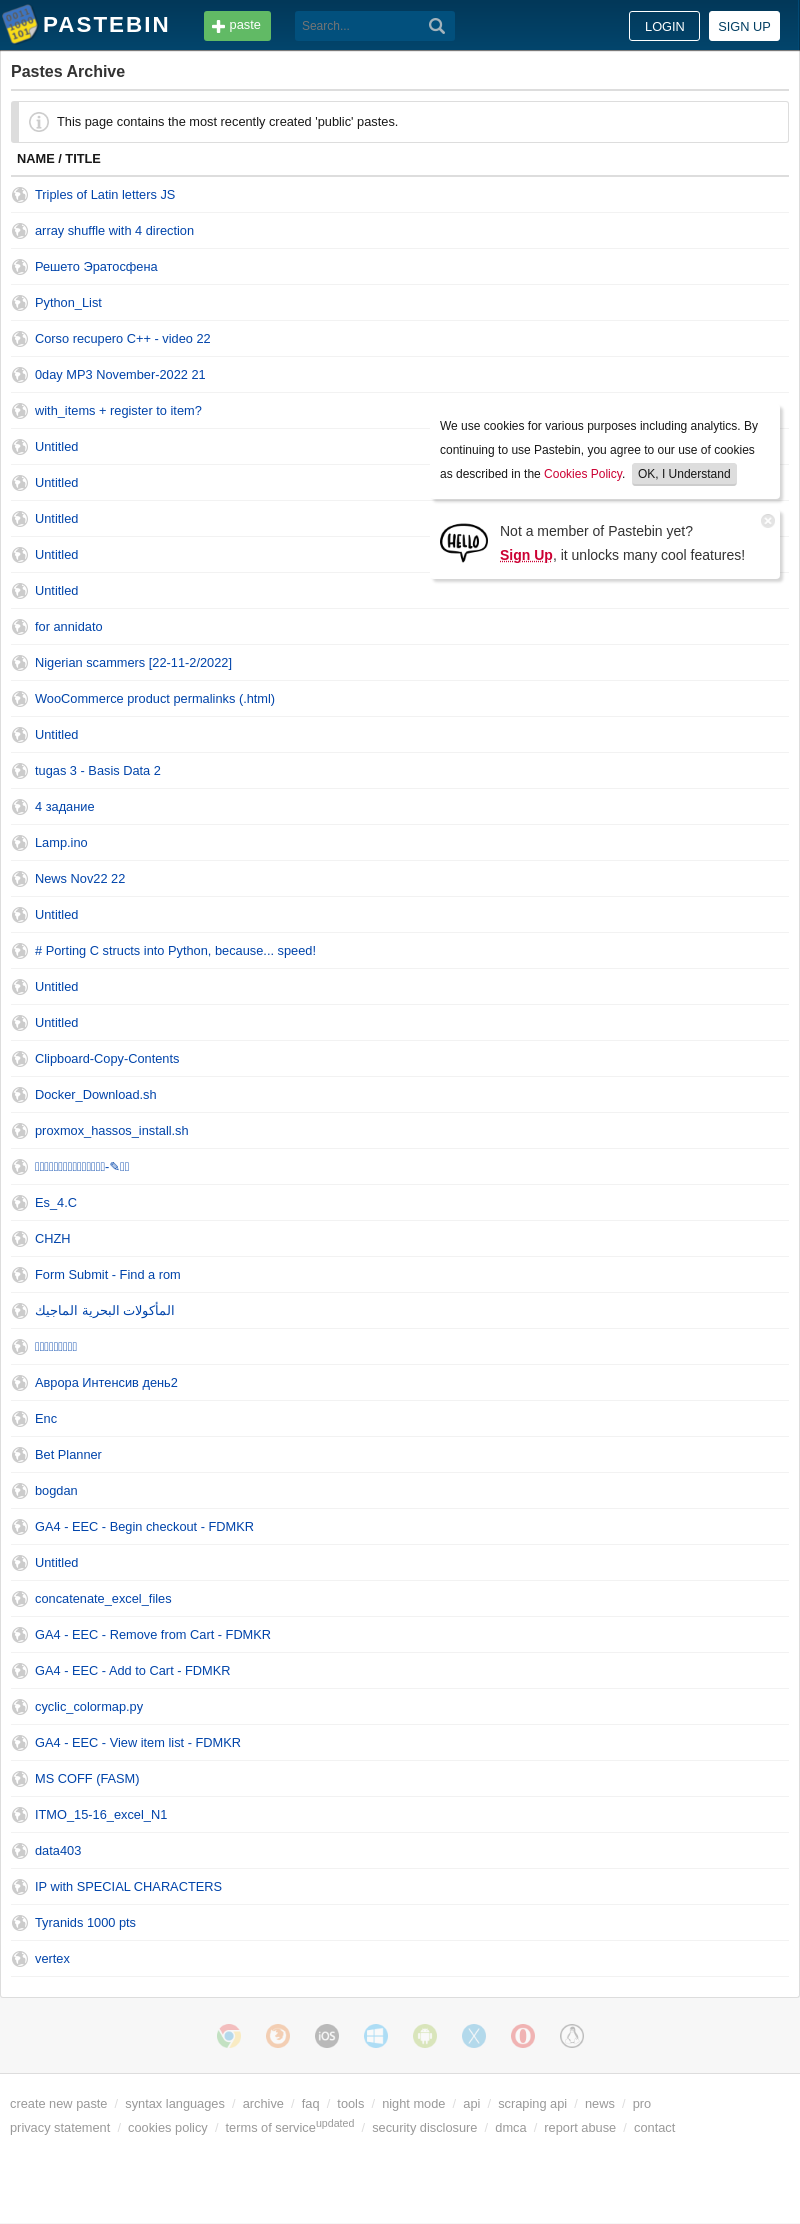 PASTEBIN
paste
Search...
LOGIN
SIGN UP
Pastes Archive
This page contains the most recently created 'public' pastes.
NAME / TITLE
Triples of Latin letters JS
array shuffle with 4 direction
Решето Эратосфена
Python_List
Corso recupero C++ - video 22
0day MP3 November-2022 21
with_items + register to item?
We use cookies for various purposes including analytics. By
continuing to use Pastebin, you agree to our use of cookies
as described in the Cookies Policy. OK, I Understand
Untitled
Untitled
Untitled
HELLO
Not a member of Pastebin yet?
Sign Up, it unlocks many cool features!
Untitled
Untitled
for annidato
Nigerian scammers [22-11-2/2022]
WooCommerce product permalinks (.html)
Untitled
tugas 3 - Basis Data 2
4 задание
Lamp.ino
News Nov22 22
Untitled
# Porting C structs into Python, because... speed!
Untitled
Untitled
Clipboard-Copy-Contents
Docker_Download.sh
proxmox_hassos_install.sh
Es_4.C
CHZH
Form Submit - Find a rom
المأكولات البحرية الماجيك
Аврора Интенсив день2
Enc
Bet Planner
bogdan
GA4 - EEC - Begin checkout - FDMKR
Untitled
concatenate_excel_files
GA4 - EEC - Remove from Cart - FDMKR
GA4 - EEC - Add to Cart - FDMKR
cyclic_colormap.py
GA4 - EEC - View item list - FDMKR
MS COFF (FASM)
ITMO_15-16_excel_N1
data403
IP with SPECIAL CHARACTERS
Tyranids 1000 pts
vertex
iOS
create new paste / syntax languages / archive / faq / tools / night mode / api / scraping api / news / pro
privacy statement / cookies policy / terms of service updated / security disclosure / dmca / report abuse / contact